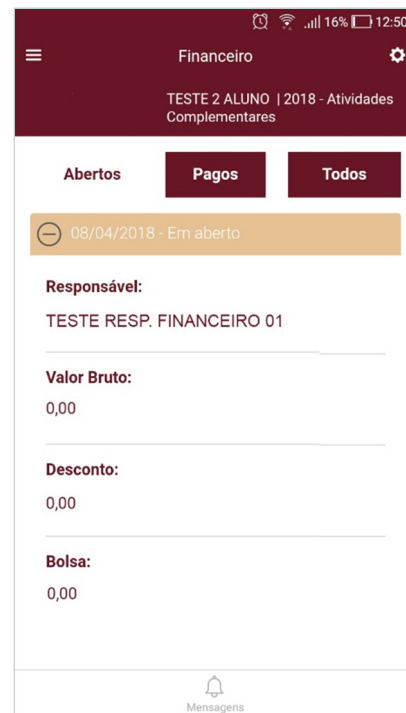 16% 12:50
Financeiro
TESTE 2 ALUNO | 2018 - Atividades
Complementares
Abertos Pagos Todos
08/04/2018 - Em aberto
Responsável:
TESTE RESP. FINANCEIRO 01
Valor Bruto:
0,00
Desconto:
0,00
Bolsa:
0,00
Mensagens